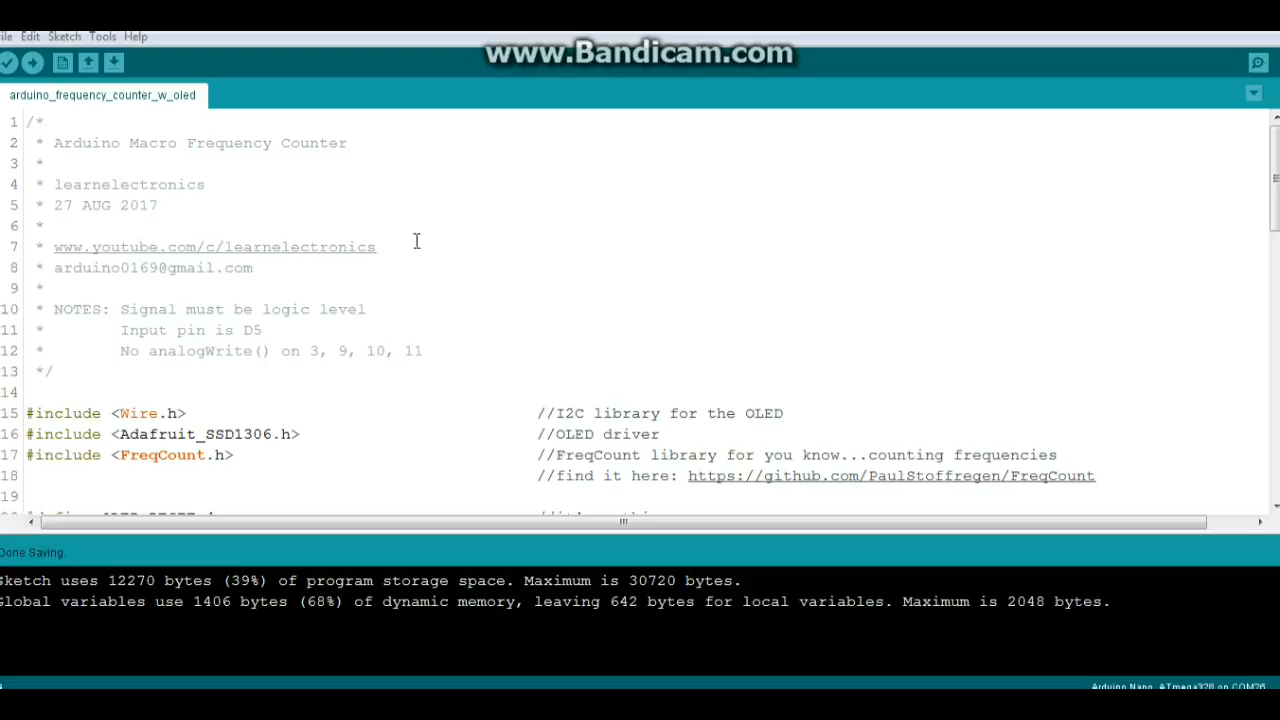 ile Edit Sketch Tools Help
www.Bandicam.com
arduino_frequency_counter_w_oled
1 /*
2 * Arduino Macro Frequency Counter
3 *
4 * learnelectronics
5 * 27 AUG 2017
6 *
7 * www.youtube.com/c/learnelectronics
8 * arduino0169@gmail.com
9 *
10 * NOTES: Signal must be logic level
11 * Input pin is D5
12 * No analogWrite() on 3, 9, 10, 11
13 */
14
15 #include <Wire.h> //I2C library for the OLED
16 #include <Adafruit_SSD1306.h> //OLED driver
17 #include <FreqCount.h> //FreqCount library for you know...counting frequencies
18 //find it here: https://github.com/PaulStoffregen/FreqCount
19
Done Saving.
Sketch uses 12270 bytes (39%) of program storage space. Maximum is 30720 bytes.
Global variables use 1406 bytes (68%) of dynamic memory, leaving 642 bytes for local variables. Maximum is 2048 bytes.
Arduino Nano, ATmega328 on COM26